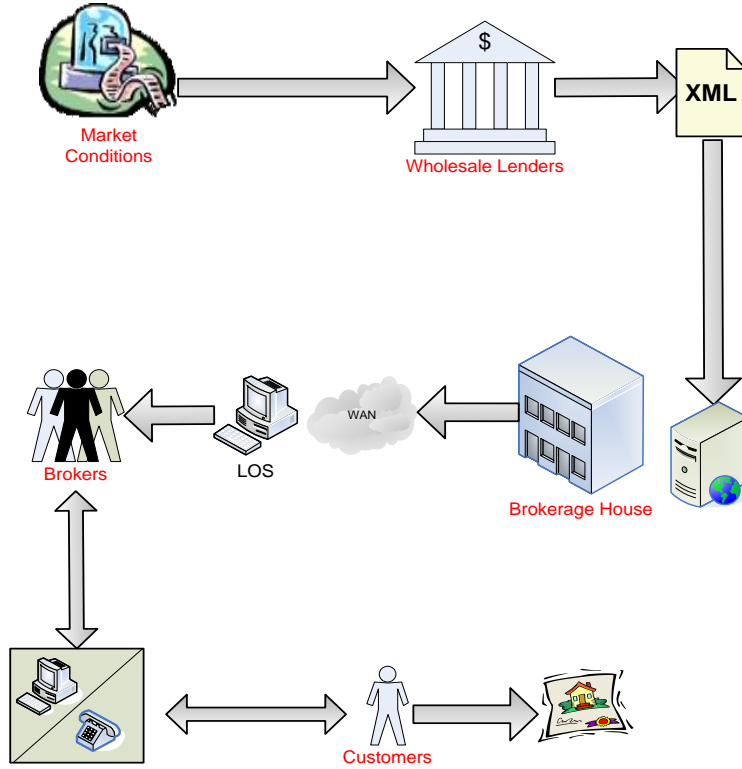 $
XML
Market
Conditions
Wholesale Lenders
WAN
LOS
Brokers
Brokerage House
Customers